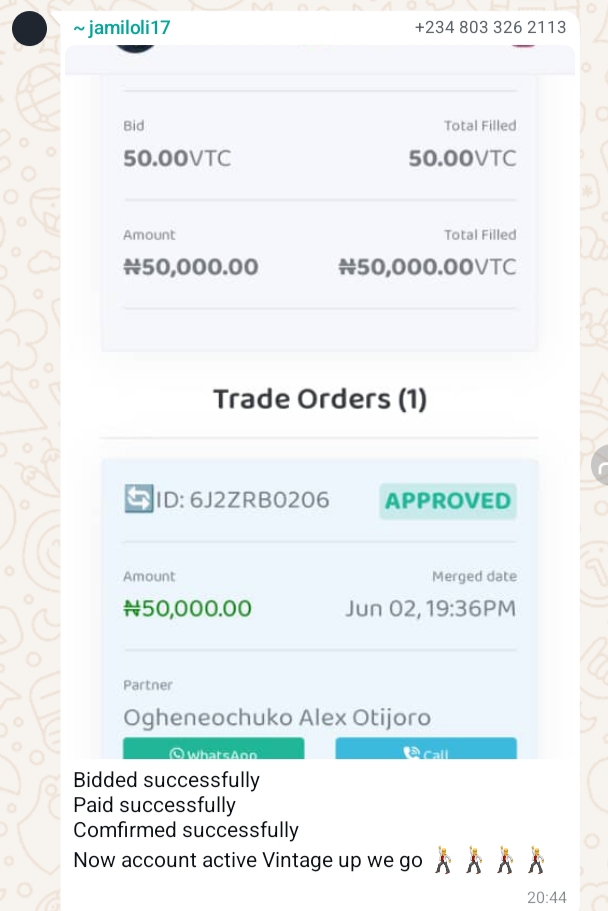 ~ jamiloli17 +234 803 326 2113
Bid Total Filled
50.00VTC 50.00VTC
Amount Total Filled
₦50,000.00 ₦50,000.00VTC
Trade Orders (1)
ID: 6J2ZRB0206 APPROVED
Amount Merged date
₦50,000.00 Jun 02, 19:36PM
Partner
Ogheneochuko Alex Otijoro
WhatsApp Call
Bidded successfully
Paid successfully
Comfirmed successfully
Now account active Vintage up we go
20:44